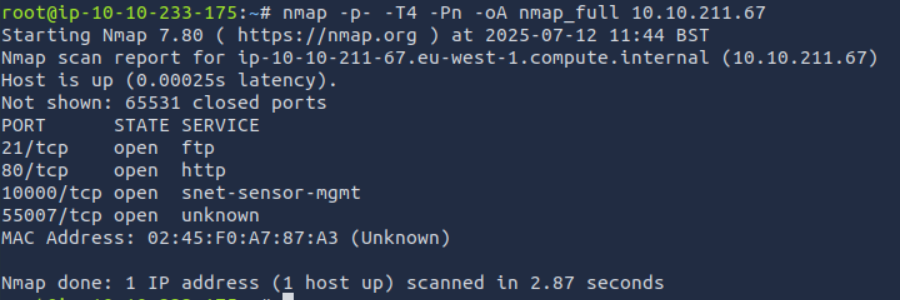 root@ip-10-10-233-175:~# nmap -p- -T4 -Pn -oA nmap_full 10.10.211.67
Starting Nmap 7.80 ( https://nmap.org ) at 2025-07-12 11:44 BST
Nmap scan report for ip-10-10-211-67.eu-west-1.compute.internal (10.10.211.67)
Host is up (0.00025s latency).
Not shown: 65531 closed ports
PORT      STATE SERVICE
21/tcp    open  ftp
80/tcp    open  http
10000/tcp open  snet-sensor-mgmt
55007/tcp open  unknown
MAC Address: 02:45:F0:A7:87:A3 (Unknown)
Nmap done: 1 IP address (1 host up) scanned in 2.87 seconds